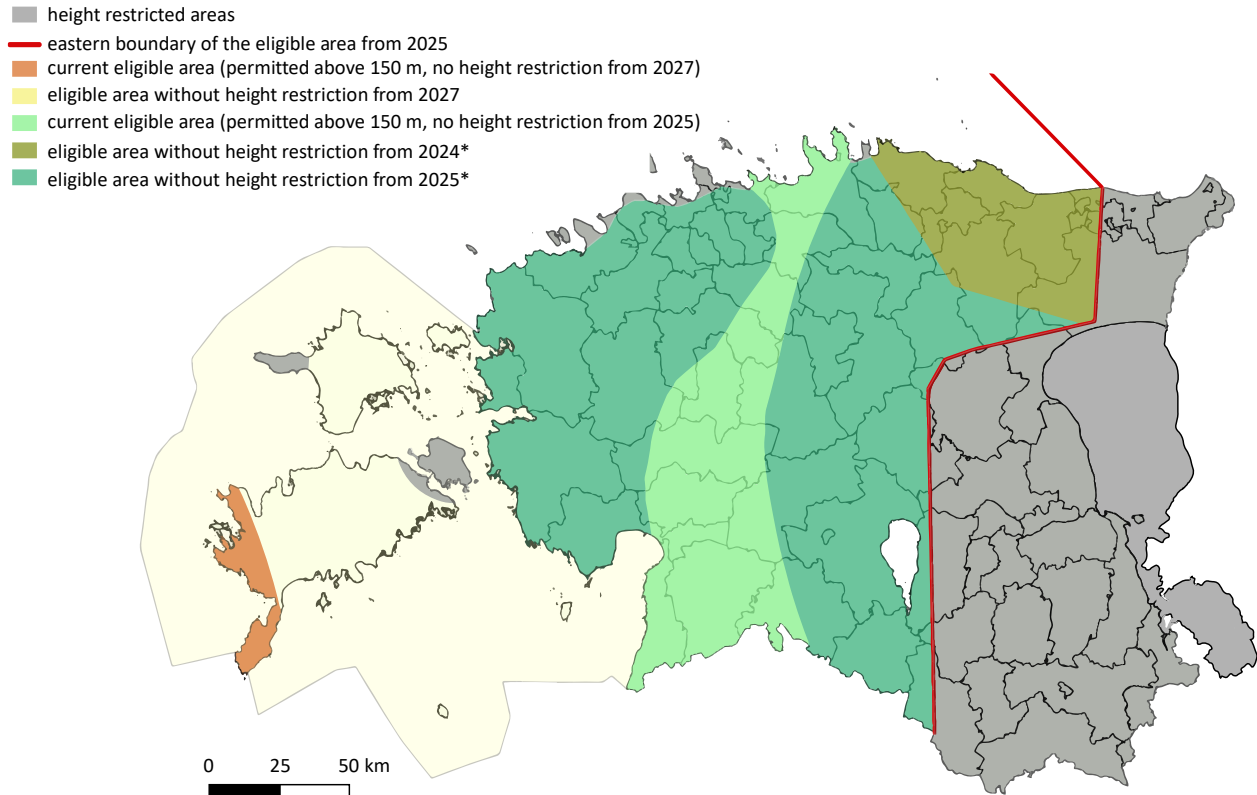 height restricted areas
eastern boundary of the eligible area from 2025
current eligible area (permitted above 150 m, no height restriction from 2027)
eligible area without height restriction from 2027
current eligible area (permitted above 150 m, no height restriction from 2025)
eligible area without height restriction from 2024*
eligible area without height restriction from 2025*
0 25 50 km